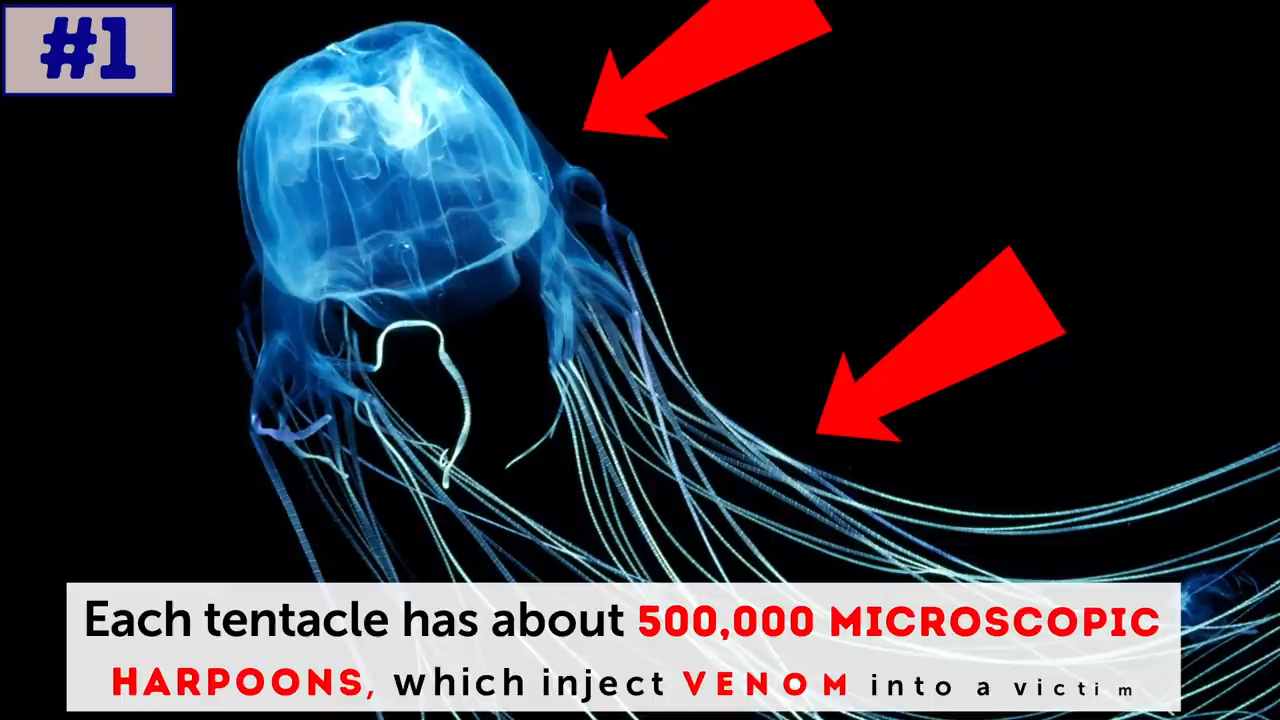 #1
Each tentacle has about 500,000 MICROSCOPIC
HARPOONS, which inject VENOM into a victim